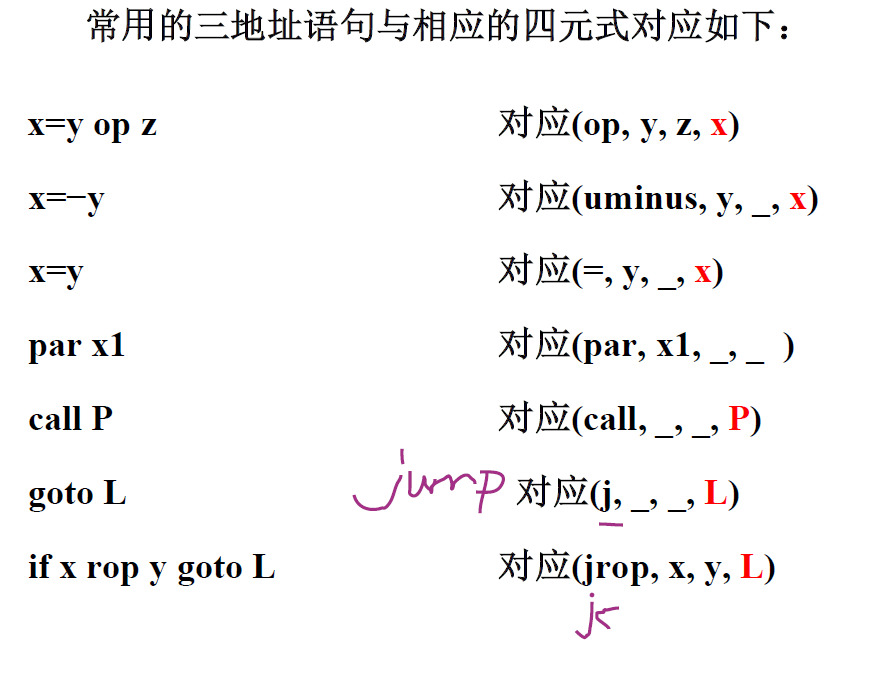 常用的三地址语句与相应的四元式对应如下：
x=y op z 对应(op, y, z, x)
x=−y 对应(uminus, y, _, x)
x=y 对应(=, y, _, x)
par x1 对应(par, x1, _, _ )
call P 对应(call, _, _, P)
goto L jump 对应(j, _, _, L)
if x rop y goto L 对应(jrop, x, y, L)
j<